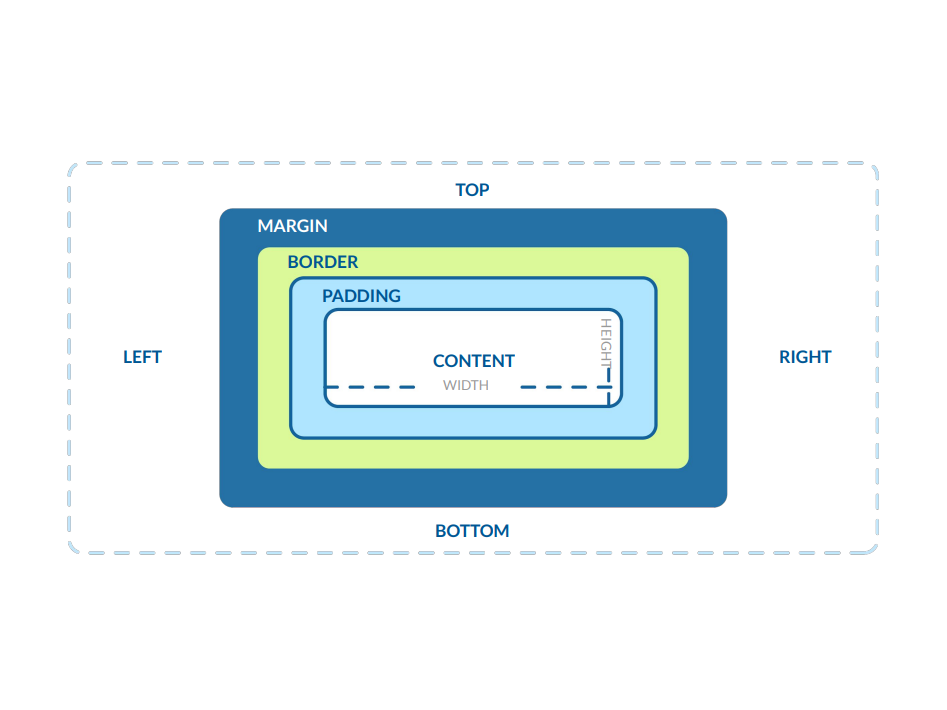 TOP
MARGIN
BORDER
PADDING
HEIGHT
LEFT
CONTENT
RIGHT
WIDTH
BOTTOM